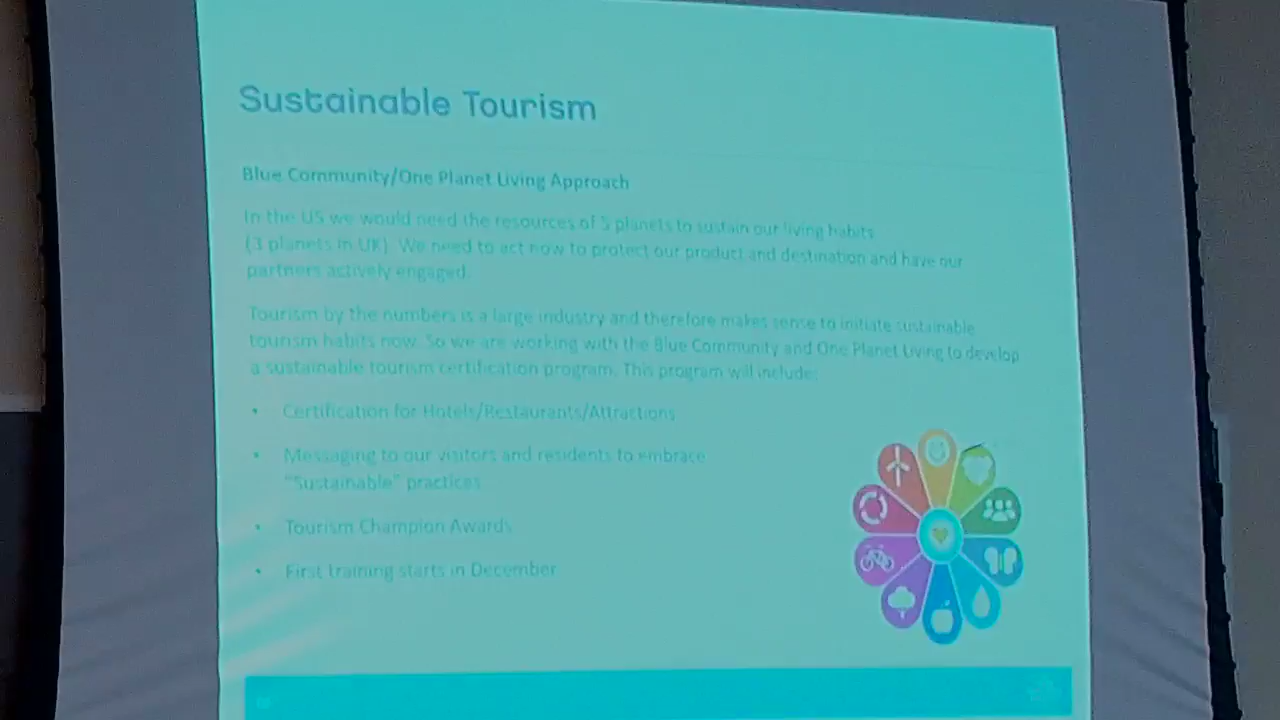 Sustainable Tourism
Blue Community/One Planet Living Approach
In the US we would need the resources of 5 planets to sustain our living habits
(3 planets in UK). We need to act now to protect our product and destination and have our
partners actively engaged.
Tourism by the numbers is a large industry and therefore makes sense to initiate sustainable
tourism habits now. So we are working with the Blue Community and One Planet Living to develop
a sustainable tourism certification program. This program will include:
• Certification for Hotels/Restaurants/Attractions
• Messaging to our visitors and residents to embrace
"Sustainable" practices
• Tourism Champion Awards
• First training starts in December